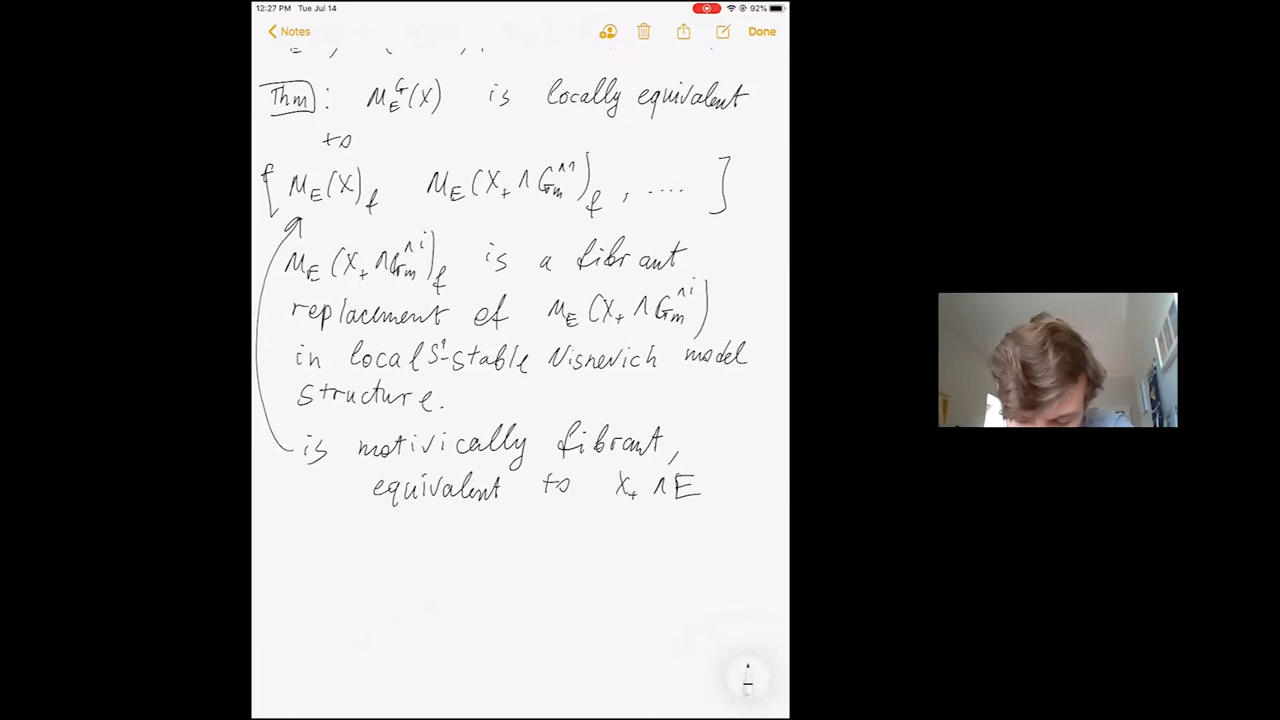 12:27 PM Tue Jul 14
92%
Notes
Done
Thm : M_E^G(X) is locally equivalent
to
[ M_E(X)_f M_E(X_+ ∧ G_m^{∧1})_f , .... ]
M_E(X_+ ∧ G_m^{∧i})_f is a fibrant
replacement of M_E(X_+ ∧ G_m^{∧i})
in local S^1-stable Nisnevich model
structure.
is motivically fibrant,
equivalent to X_+ ∧ E